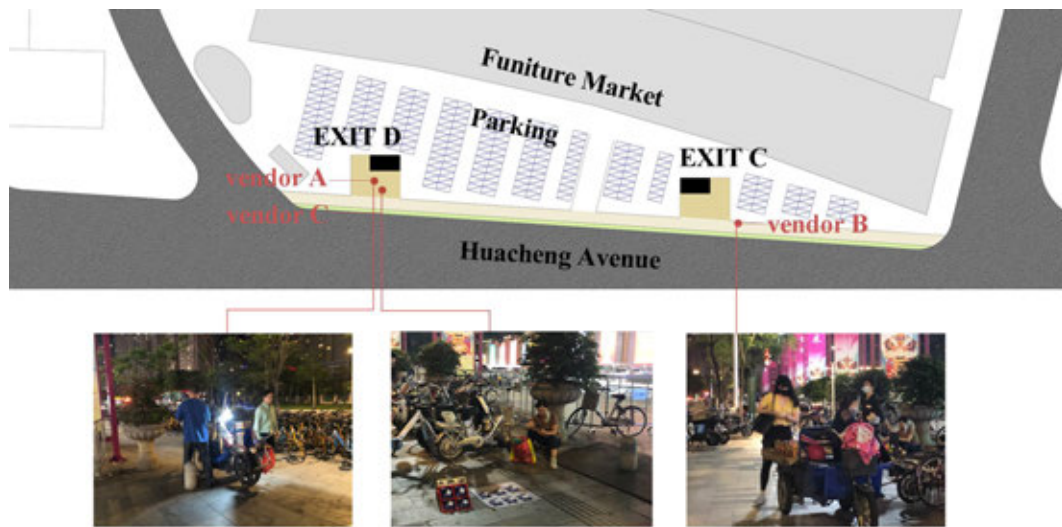 Funiture Market
Parking
EXIT D
EXIT C
vendor A
vendor C
vendor B
Huacheng Avenue